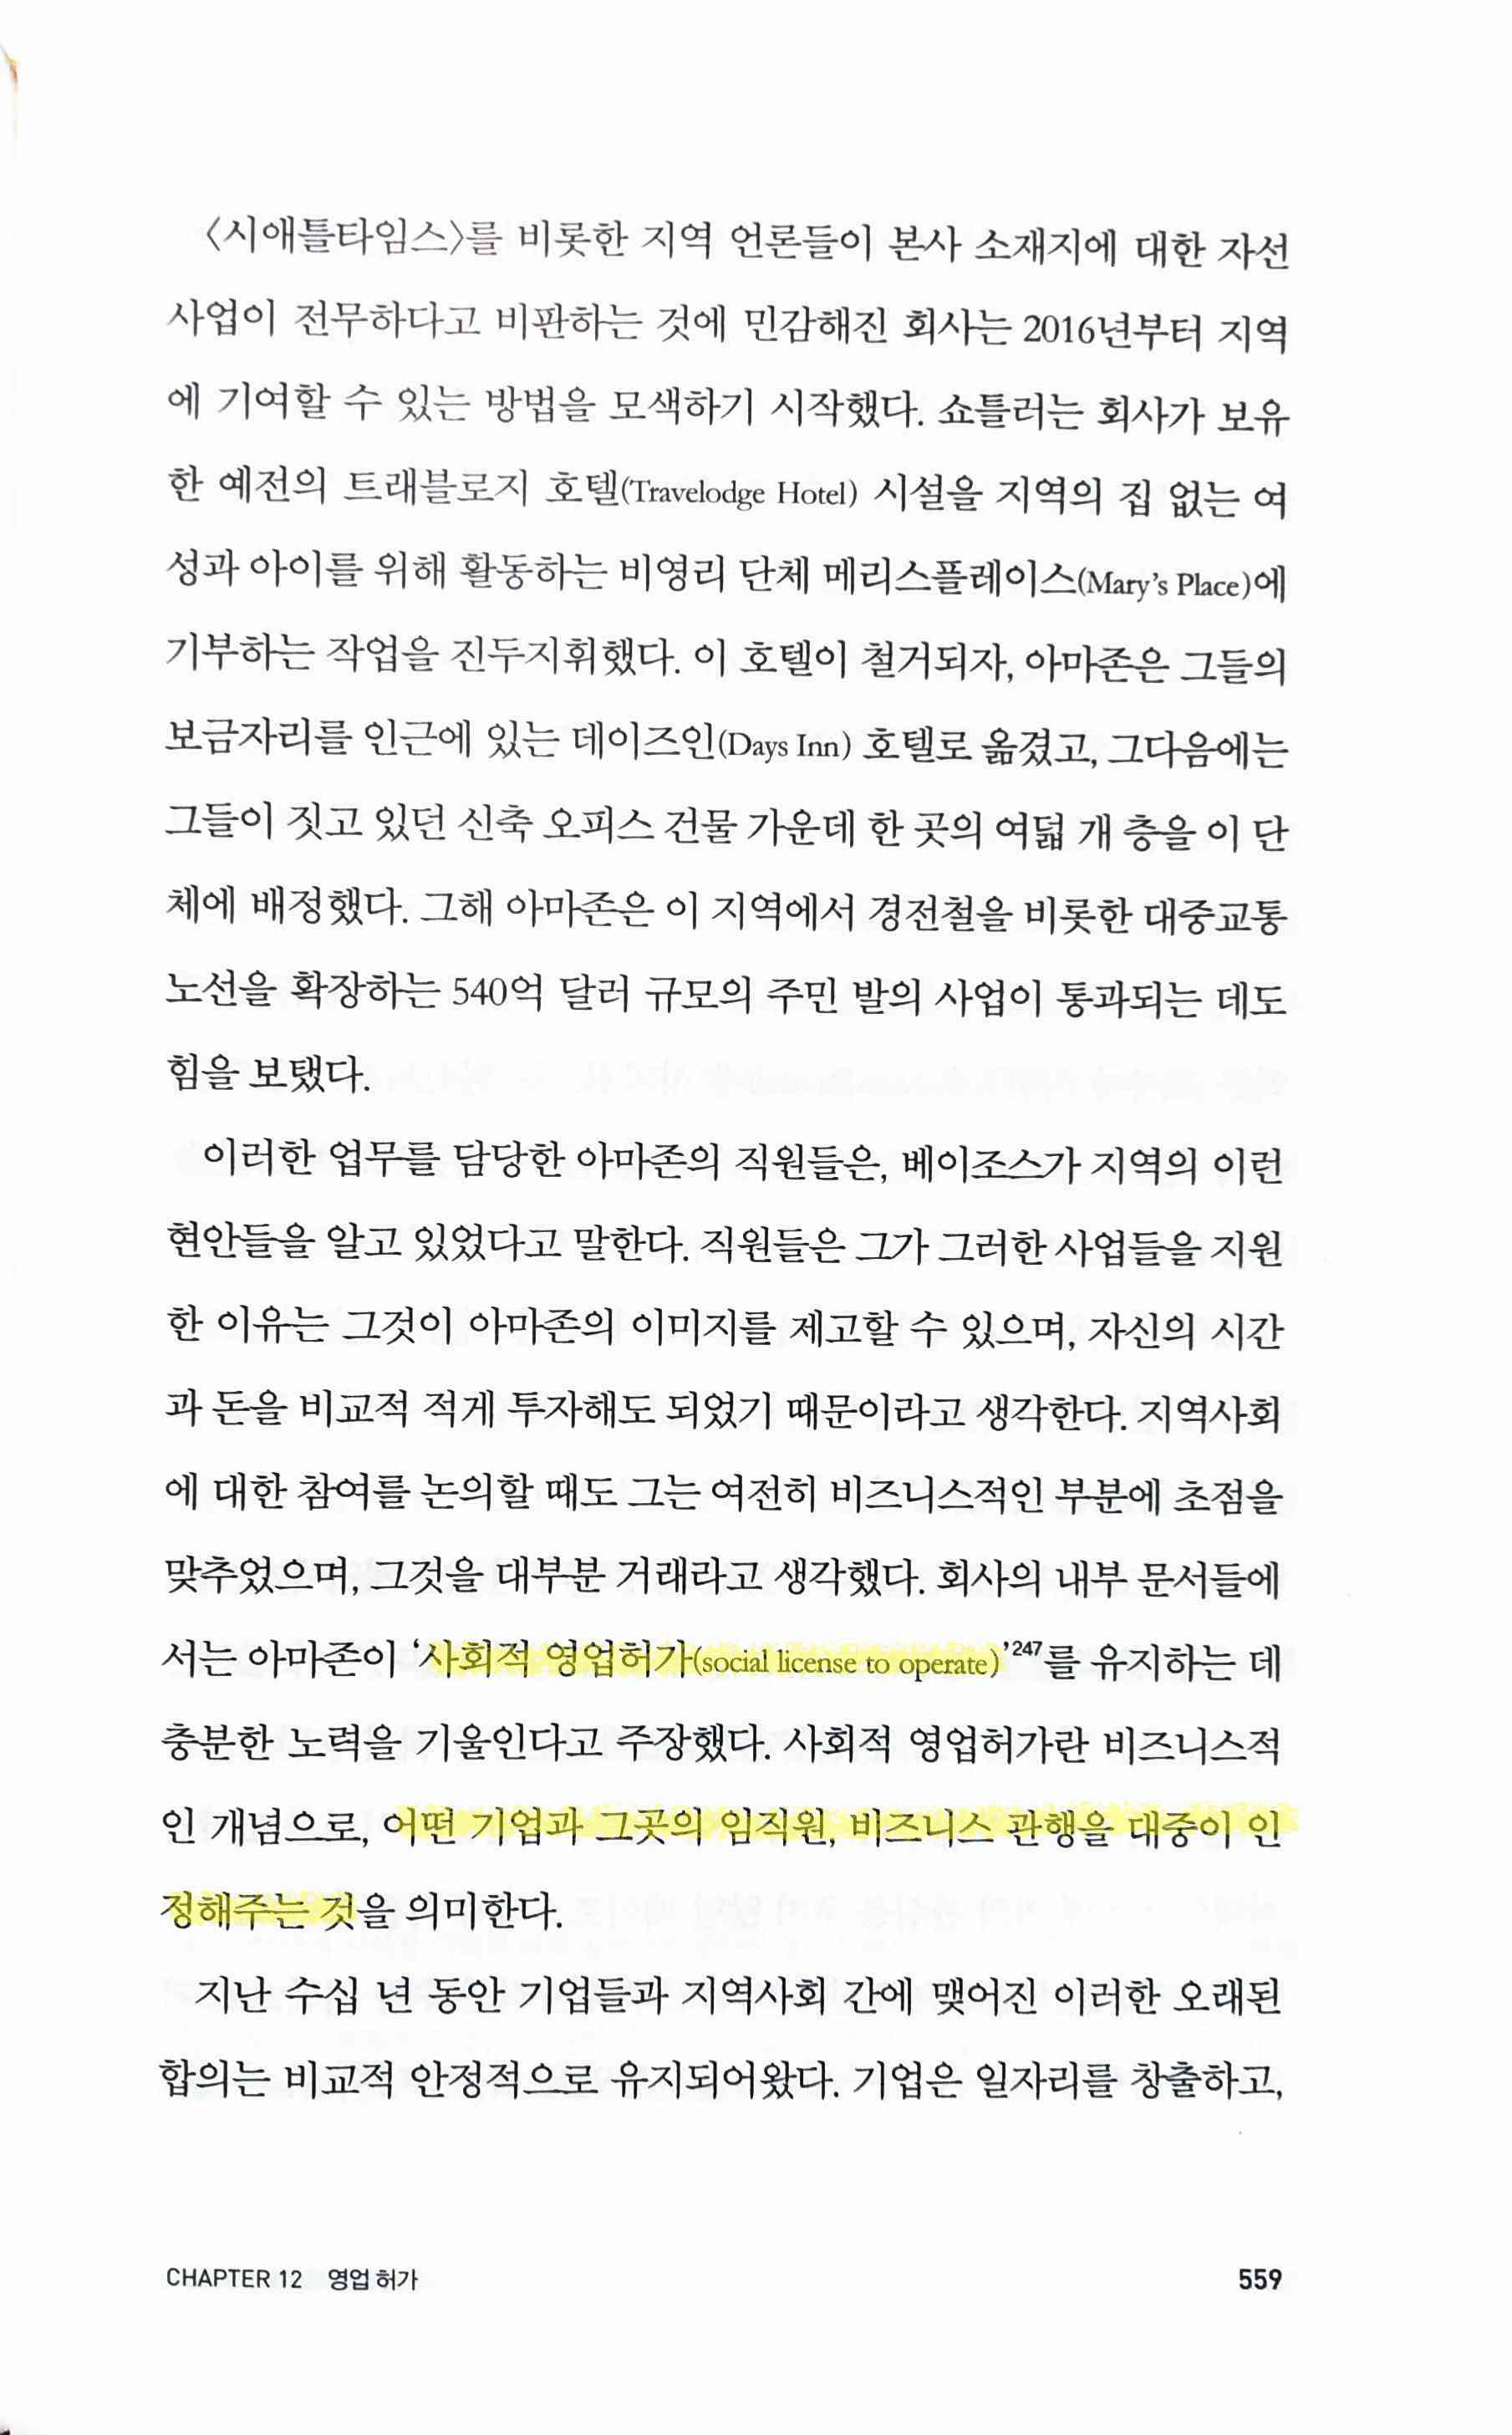 〈시애틀타임스〉를 비롯한 지역 언론들이 본사 소재지에 대한 자선
사업이 전무하다고 비판하는 것에 민감해진 회사는 2016년부터 지역
에 기여할 수 있는 방법을 모색하기 시작했다. 쇼틀러는 회사가 보유
한 예전의 트래블로지 호텔(Travelodge Hotel) 시설을 지역의 집 없는 여
성과 아이를 위해 활동하는 비영리 단체 메리스플레이스(Mary’s Place)에
기부하는 작업을 진두지휘했다. 이 호텔이 철거되자, 아마존은 그들의
보금자리를 인근에 있는 데이즈인(Days Inn) 호텔로 옮겼고, 그다음에는
그들이 짓고 있던 신축 오피스 건물 가운데 한 곳의 여덟 개 층을 이 단
체에 배정했다. 그해 아마존은 이 지역에서 경전철을 비롯한 대중교통
노선을 확장하는 540억 달러 규모의 주민 발의 사업이 통과되는 데도
힘을 보탰다.
이러한 업무를 담당한 아마존의 직원들은, 베이조스가 지역의 이런
현안들을 알고 있었다고 말한다. 직원들은 그가 그러한 사업들을 지원
한 이유는 그것이 아마존의 이미지를 제고할 수 있으며, 자신의 시간
과 돈을 비교적 적게 투자해도 되었기 때문이라고 생각한다. 지역사회
에 대한 참여를 논의할 때도 그는 여전히 비즈니스적인 부분에 초점을
맞추었으며, 그것을 대부분 거래라고 생각했다. 회사의 내부 문서들에
서는 아마존이 ‘사회적 영업허가(social license to operate)’247를 유지하는 데
충분한 노력을 기울인다고 주장했다. 사회적 영업허가란 비즈니스적
인 개념으로, 어떤 기업과 그곳의 임직원, 비즈니스 관행을 대중이 인
정해주는 것을 의미한다.
지난 수십 년 동안 기업들과 지역사회 간에 맺어진 이러한 오래된
합의는 비교적 안정적으로 유지되어왔다. 기업은 일자리를 창출하고,
CHAPTER 12 영업 허가 559